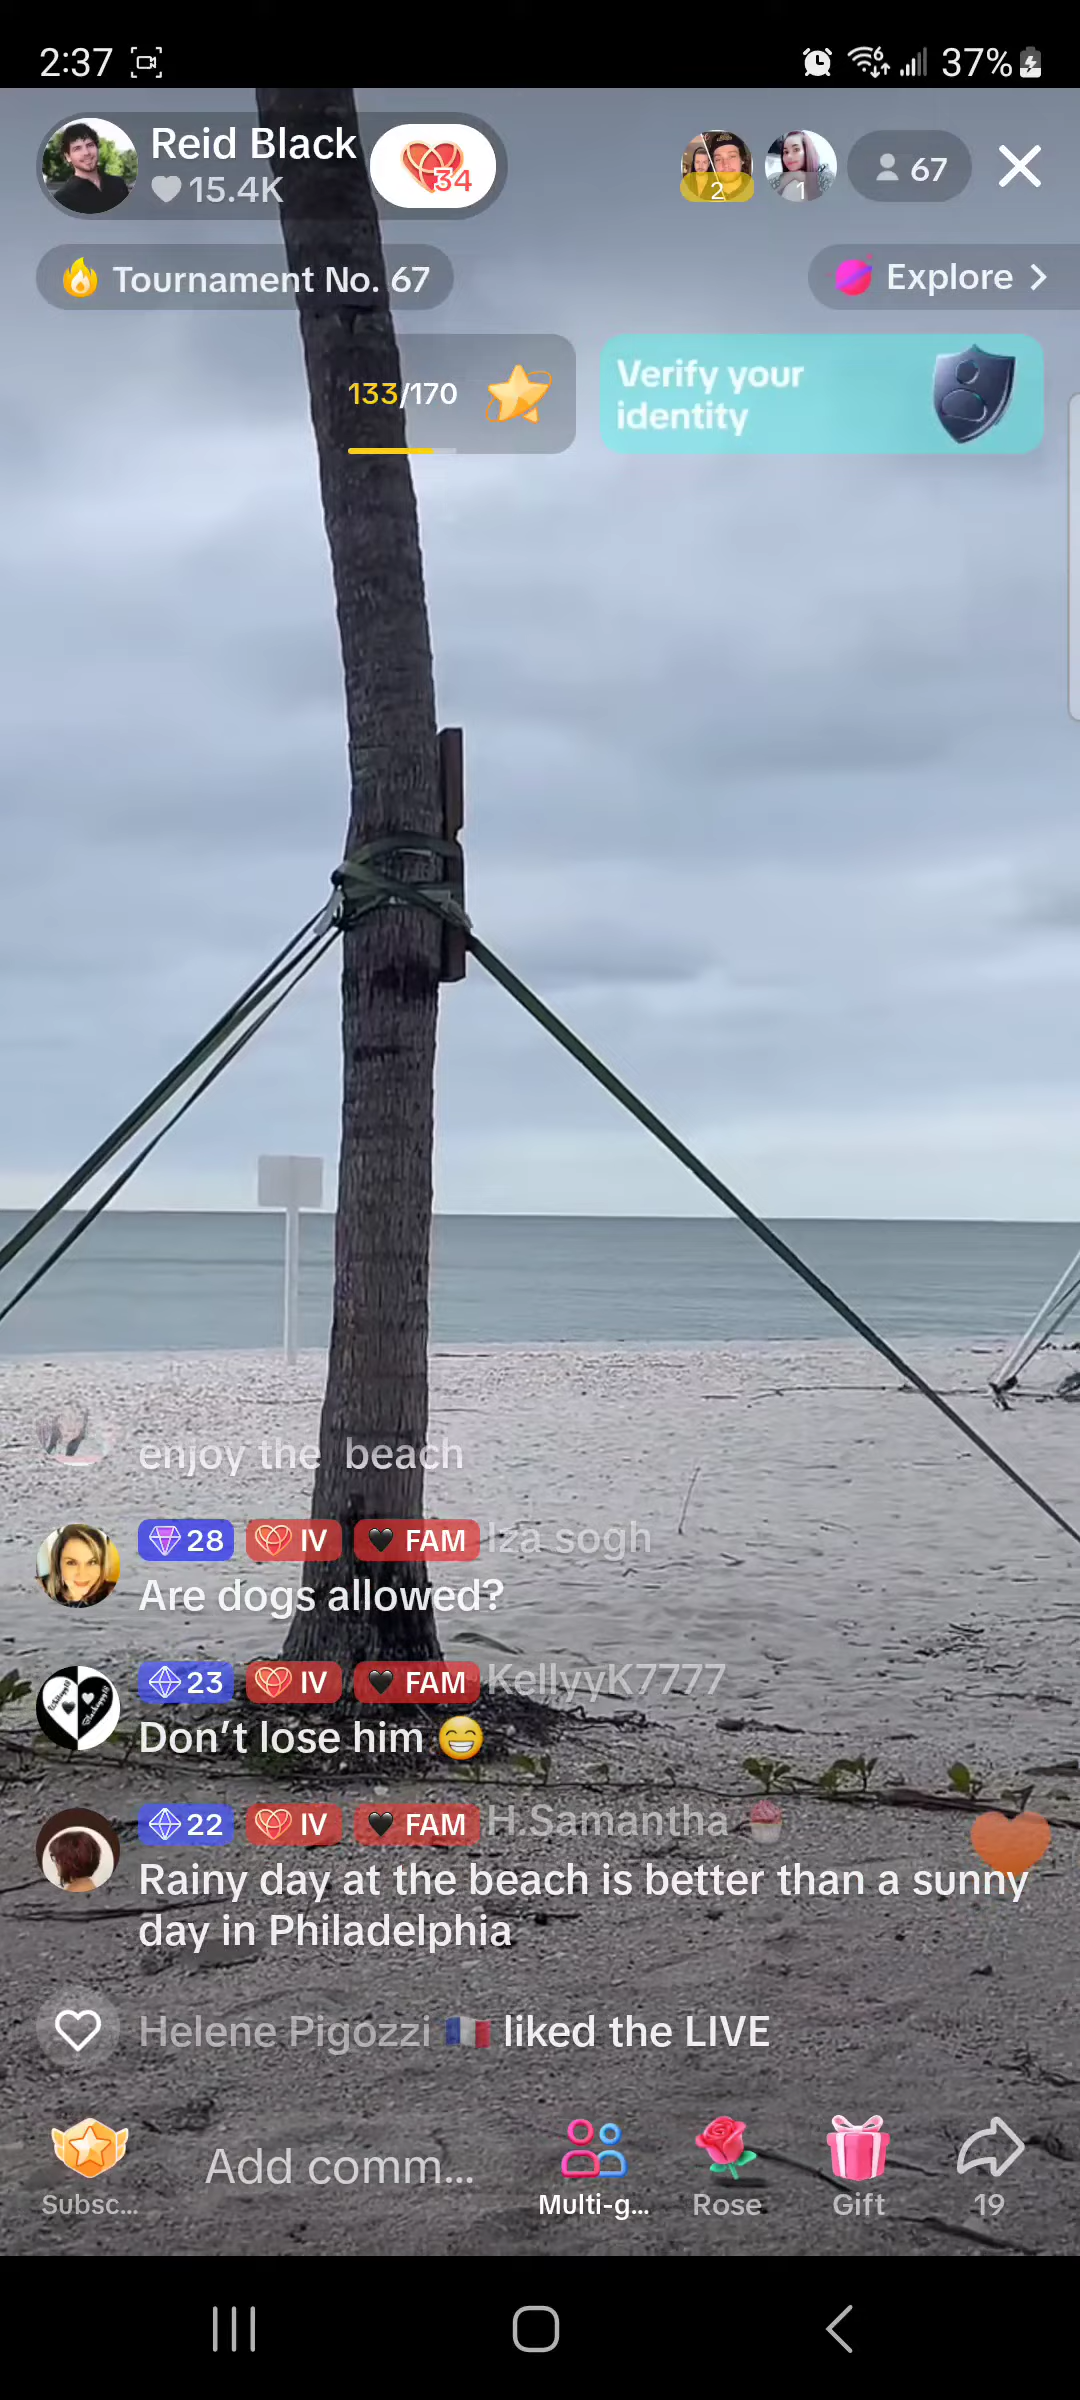 2:37
37%
Reid Black
15.4K
34
2
1
67
Tournament No. 67
Explore
133/170
Verify your
identity
enjoy the beach
28 IV FAM Iza sogh
Are dogs allowed?
23 IV FAM KellyyK7777
Don't lose him 😁
22 IV FAM H.Samantha 🧁
Rainy day at the beach is better than a sunny
day in Philadelphia
Helene Pigozzi 🇫🇷 liked the LIVE
Subsc...
Add comm...
Multi-g...
Rose
Gift
19